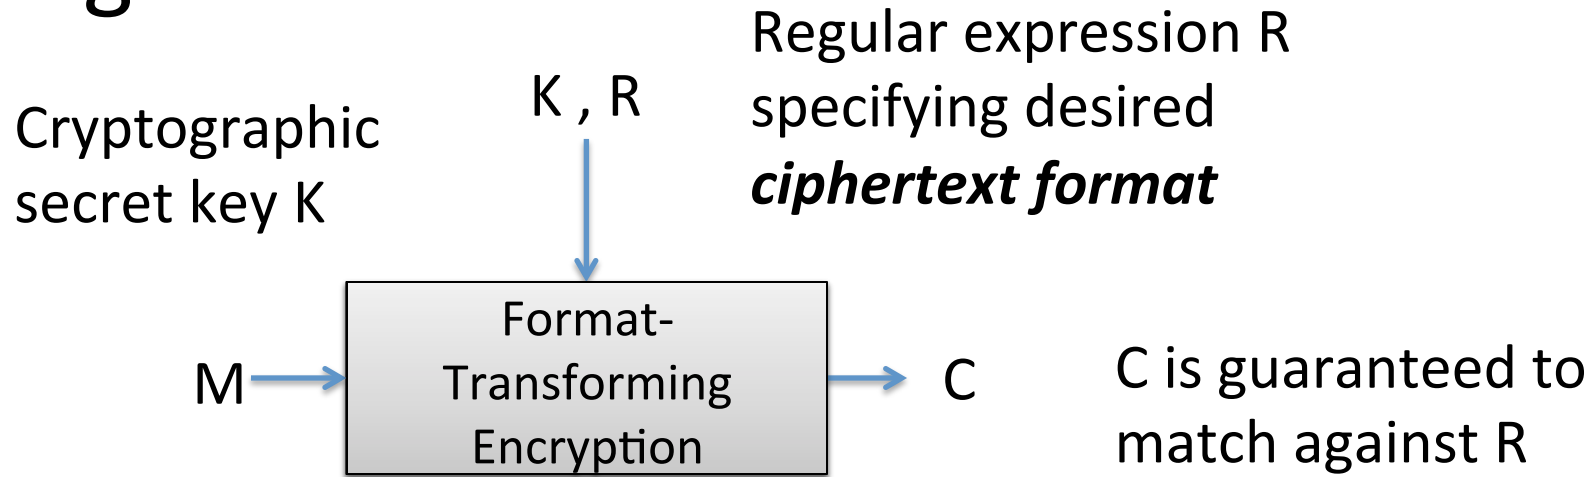 Cryptographic
secret key K
K , R
Regular expression R
specifying desired
ciphertext format
M
Format-
Transforming
Encryption
C
C is guaranteed to
match against R